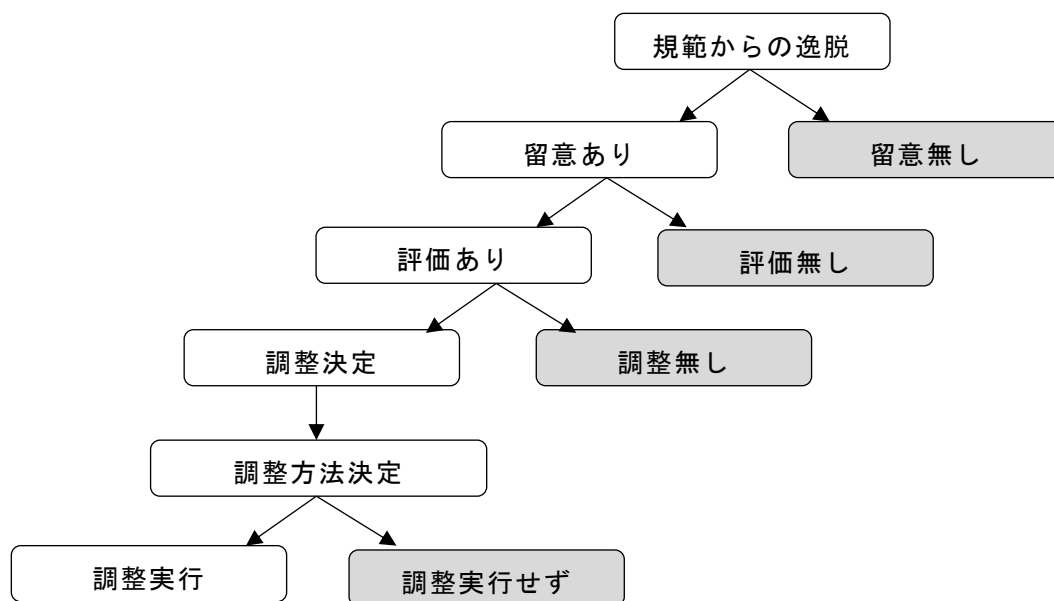 規範からの逸脱
留意あり
留意無し
評価あり
評価無し
調整決定
調整無し
調整方法決定
調整実行
調整実行せず